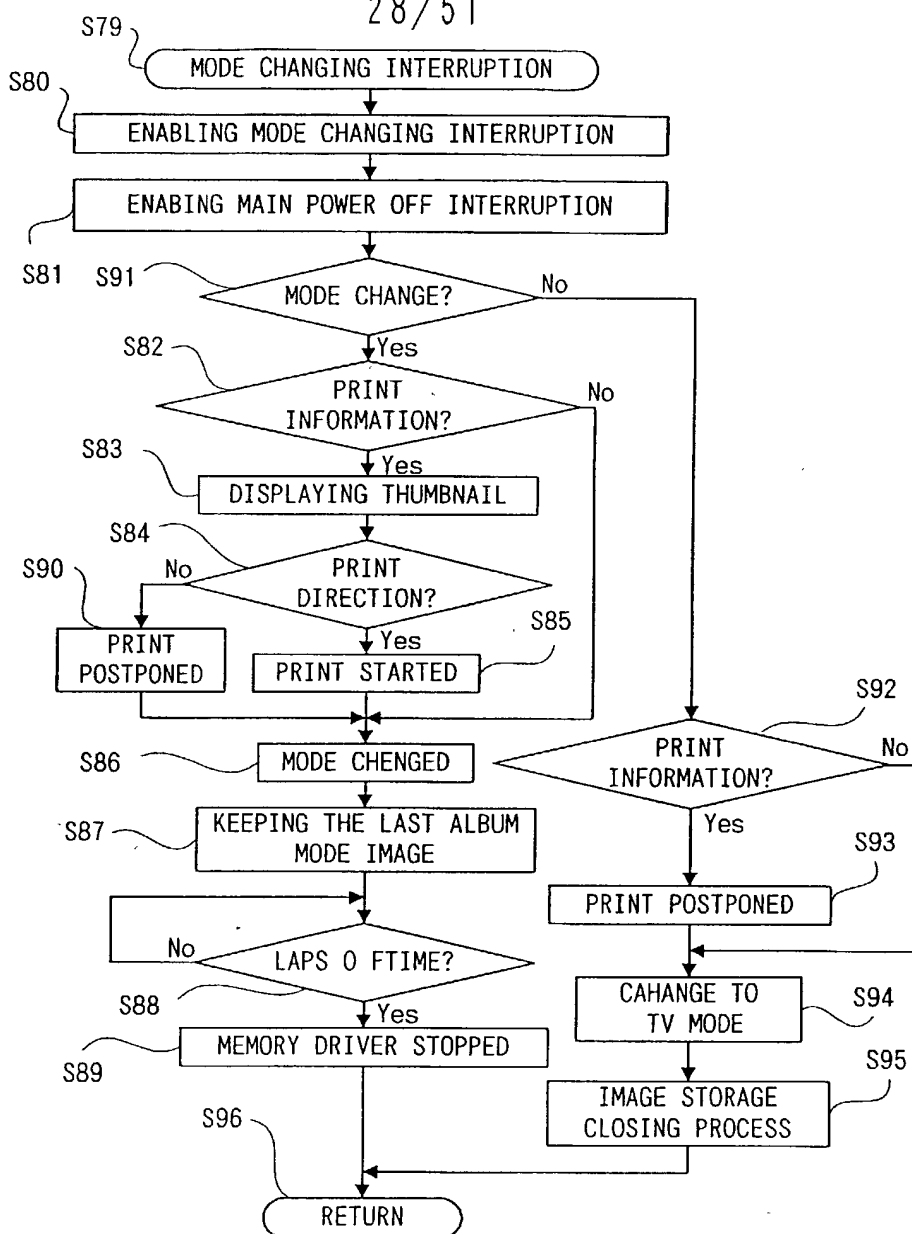 28/51
S79
MODE CHANGING INTERRUPTION
S80
ENABLING MODE CHANGING INTERRUPTION
ENABING MAIN POWER OFF INTERRUPTION
S81
S91
MODE CHANGE?
No
Yes
S82
PRINT
INFORMATION?
No
Yes
S83
DISPLAYING THUMBNAIL
S84
PRINT
DIRECTION?
No
S90
Yes
S85
PRINT
POSTPONED
PRINT STARTED
S92
PRINT
INFORMATION?
No
Yes
S86
MODE CHENGED
S87
KEEPING THE LAST ALBUM
MODE IMAGE
S93
PRINT POSTPONED
No
LAPS O FTIME?
S88
Yes
CAHANGE TO
TV MODE
S94
MEMORY DRIVER STOPPED
S89
S95
IMAGE STORAGE
CLOSING PROCESS
S96
RETURN